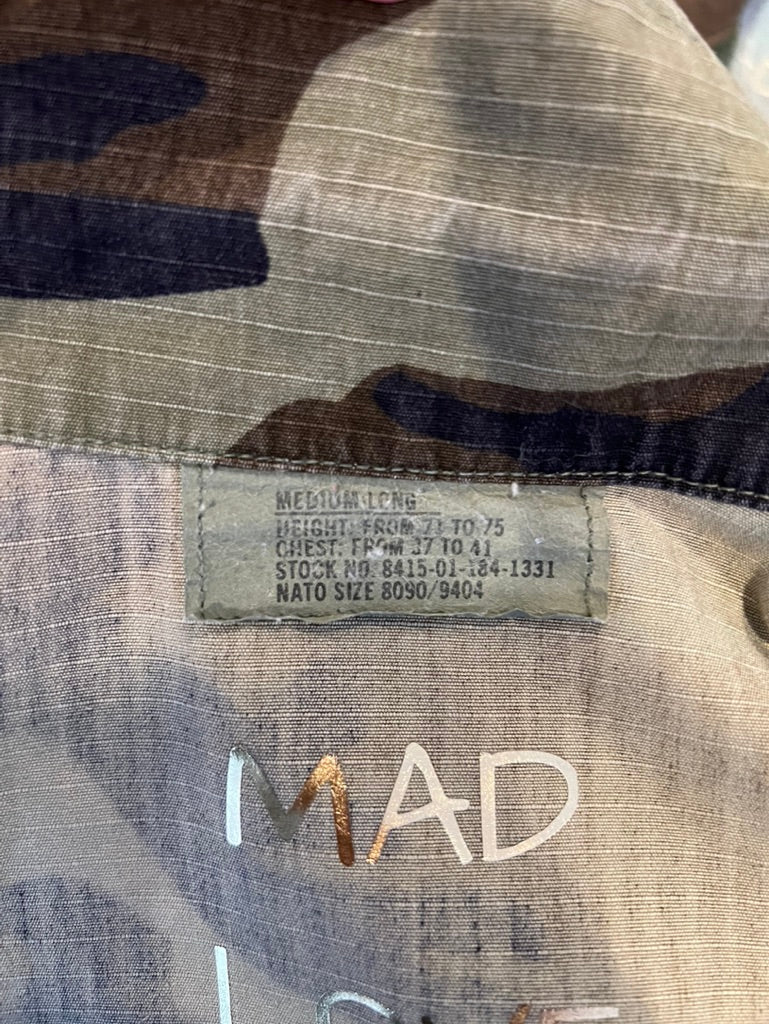 MEDIUM LONG
HEIGHT: FROM 71 TO 75
CHEST: FROM 37 TO 41
STOCK NO. 8415-01-184-1331
NATO SIZE 8090/9404
MAD
LOVE